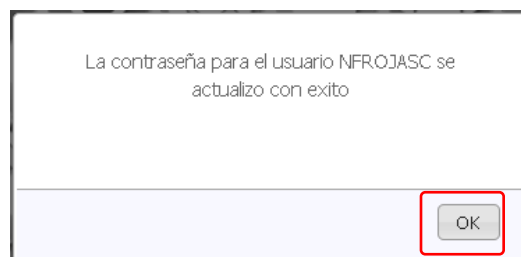 La contraseña para el usuario NFROJASC se
actualizo con exito
OK